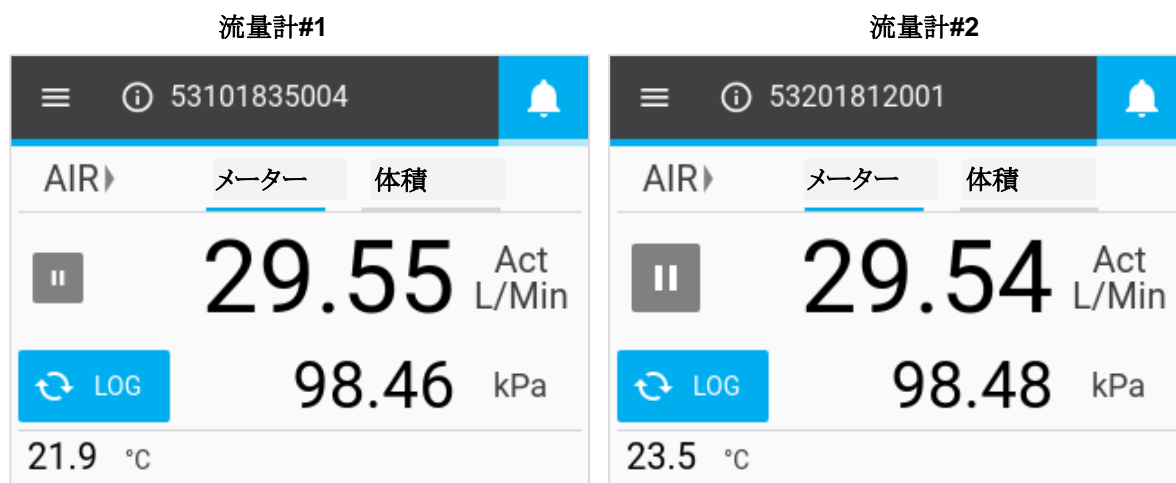 流量計#1
53101835004
AIR
メーター
体積
29.55 Act L/Min
LOG
98.46 kPa
21.9 °C
流量計#2
53201812001
AIR
メーター
体積
29.54 Act L/Min
LOG
98.48 kPa
23.5 °C